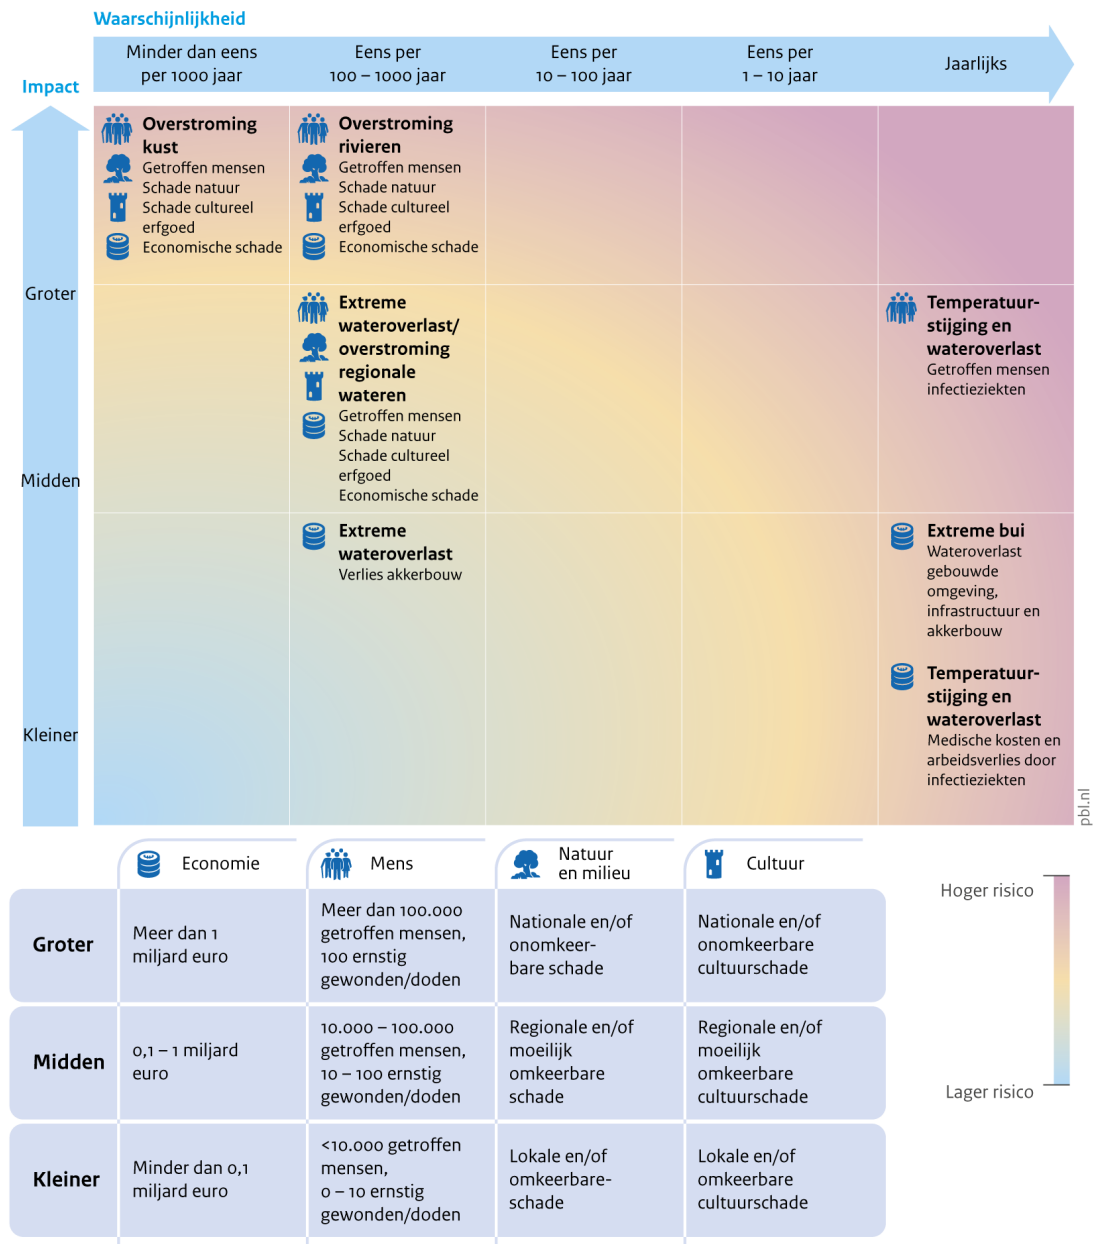 Waarschijnlijkheid
Minder dan eens
per 1000 jaar
Eens per
100 – 1000 jaar
Eens per
10 – 100 jaar
Eens per
1 – 10 jaar
Jaarlijks
Impact
Groter
Midden
Kleiner
Overstroming
kust
Getroffen mensen
Schade natuur
Schade cultureel
erfgoed
Economische schade
Overstroming
rivieren
Getroffen mensen
Schade natuur
Schade cultureel
erfgoed
Economische schade
Extreme
wateroverlast/
overstroming
regionale
wateren
Getroffen mensen
Schade natuur
Schade cultureel
erfgoed
Economische schade
Temperatuur-
stijging en
wateroverlast
Getroffen mensen
infectieziekten
Extreme
wateroverlast
Verlies akkerbouw
Extreme bui
Wateroverlast
gebouwde
omgeving,
infrastructuur en
akkerbouw
Temperatuur-
stijging en
wateroverlast
Medische kosten en
arbeidsverlies door
infectieziekten
pbl.nl
Economie
Mens
Natuur
en milieu
Cultuur
Groter
Meer dan 1
miljard euro
Meer dan 100.000
getroffen mensen,
100 ernstig
gewonden/doden
Nationale en/of
onomkeer-
bare schade
Nationale en/of
onomkeerbare
cultuurschade
Midden
0,1 – 1 miljard
euro
10.000 – 100.000
getroffen mensen,
10 – 100 ernstig
gewonden/doden
Regionale en/of
moeilijk
omkeerbare
schade
Regionale en/of
moeilijk
omkeerbare
cultuurschade
Kleiner
Minder dan 0,1
miljard euro
<10.000 getroffen
mensen,
0 – 10 ernstig
gewonden/doden
Lokale en/of
omkeerbare-
schade
Lokale en/of
omkeerbare
cultuurschade
Hoger risico
Lager risico